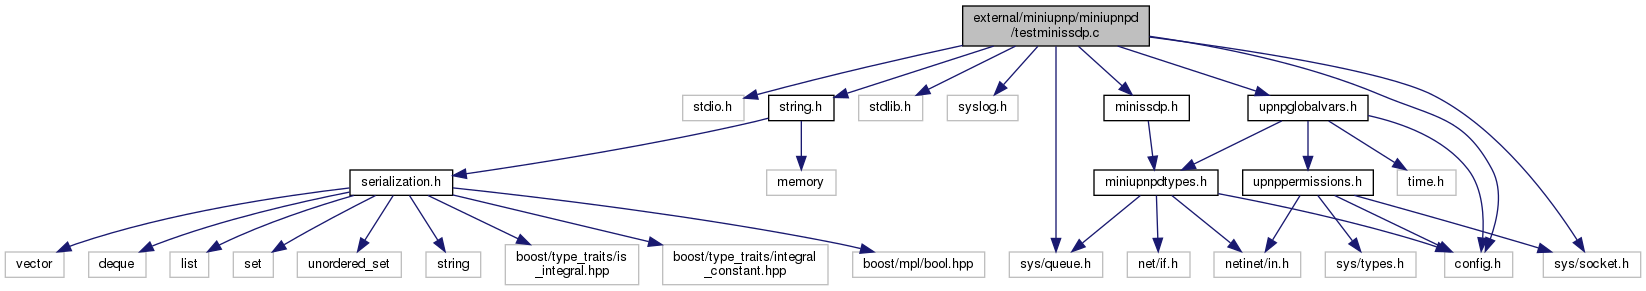 external/miniupnp/miniupnpd
/testminissdp.c
stdio.h
string.h
stdlib.h
syslog.h
minissdp.h
upnpglobalvars.h
serialization.h
memory
miniupnpdtypes.h
upnppermissions.h
time.h
vector
deque
list
set
unordered_set
string
boost/type_traits/is
_integral.hpp
boost/type_traits/integral
_constant.hpp
boost/mpl/bool.hpp
sys/queue.h
net/if.h
netinet/in.h
sys/types.h
config.h
sys/socket.h